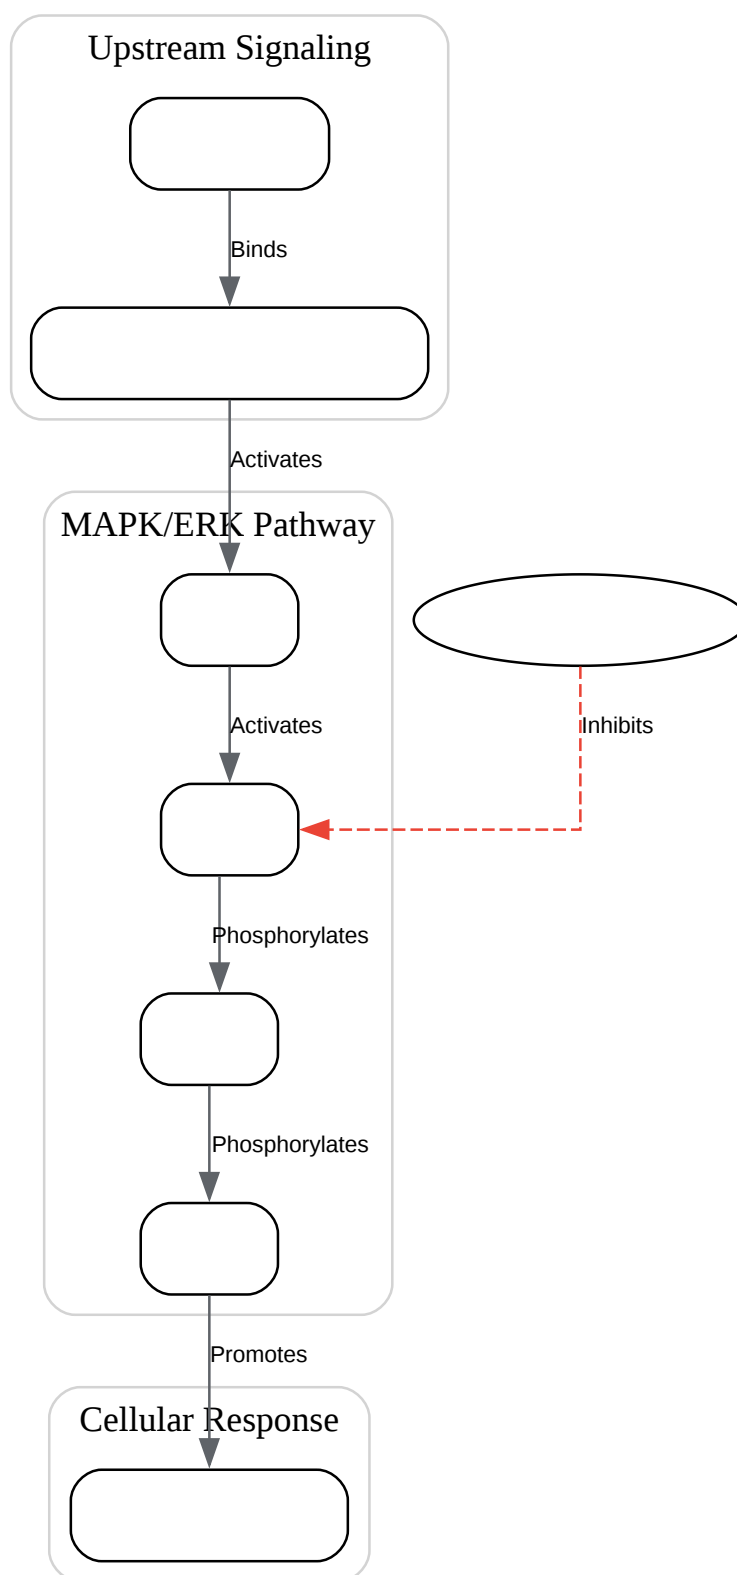 Upstream Signaling
Binds
Activates
MAPK/ERK Pathway
Activates
Inhibits
Phosphorylates
Phosphorylates
Promotes
Cellular Response